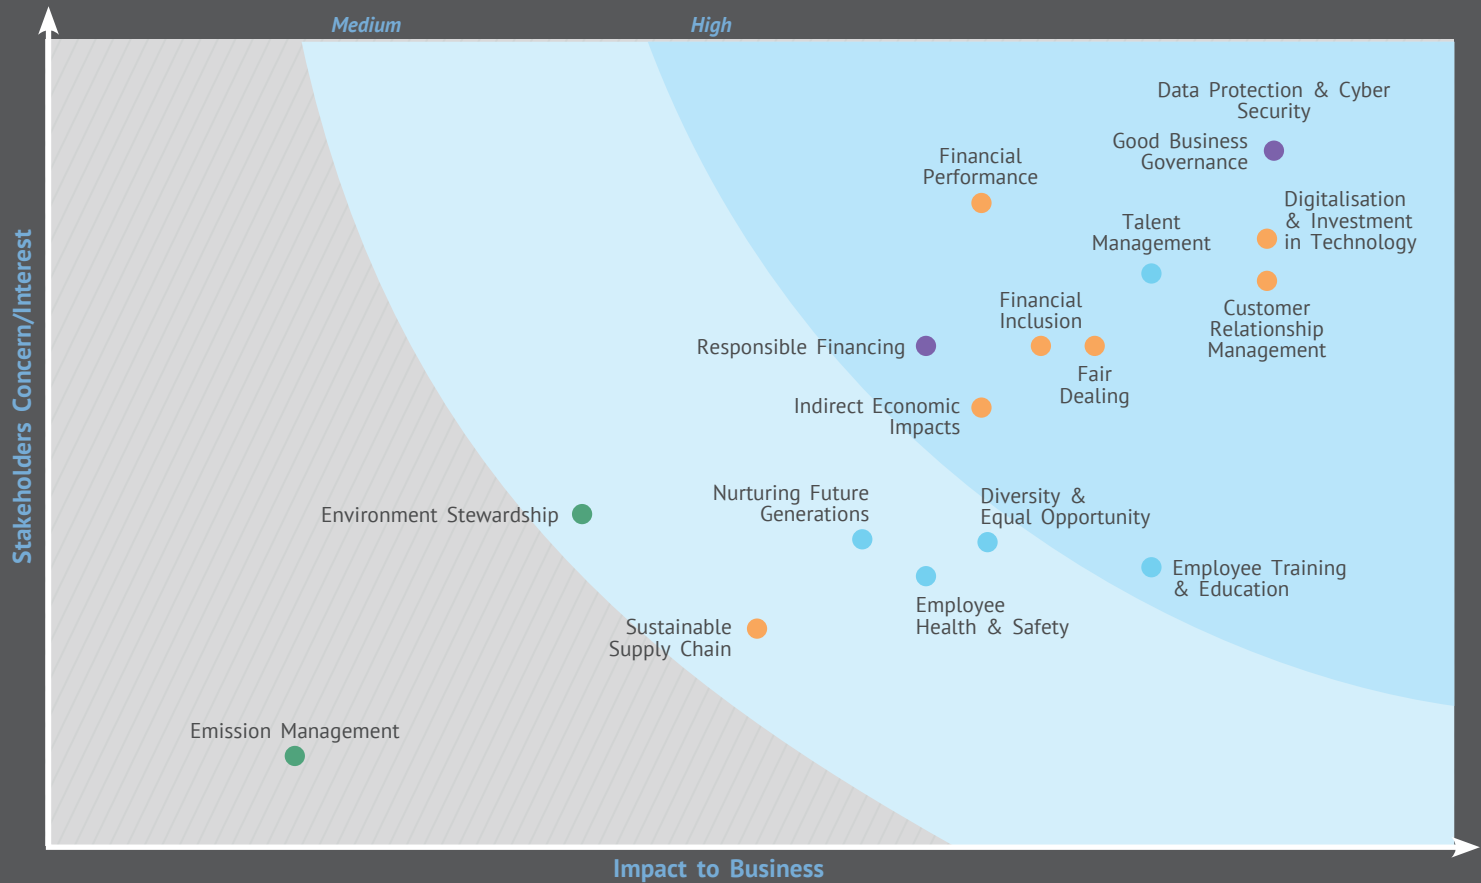 Medium
High
Data Protection & Cyber
Security
Good Business
Governance
Financial
Performance
Digitalisation
& Investment
in Technology
Talent
Management
Financial
Inclusion
Customer
Relationship
Management
Responsible Financing
Fair
Dealing
Indirect Economic
Impacts
Nurturing Future
Generations
Diversity &
Equal Opportunity
Environment Stewardship
Employee Training
& Education
Employee
Health & Safety
Sustainable
Supply Chain
Emission Management
Stakeholders Concern/Interest
Impact to Business